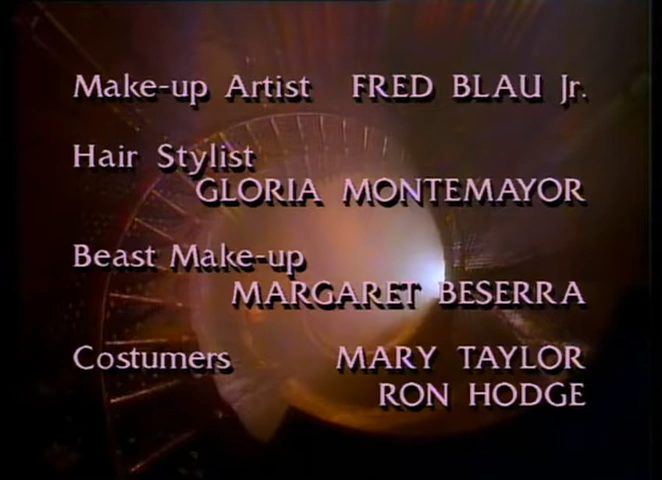 Make-up Artist FRED BLAU Jr.
Hair Stylist
GLORIA MONTEMAYOR
Beast Make-up
MARGARET BESERRA
Costumers MARY TAYLOR
RON HODGE